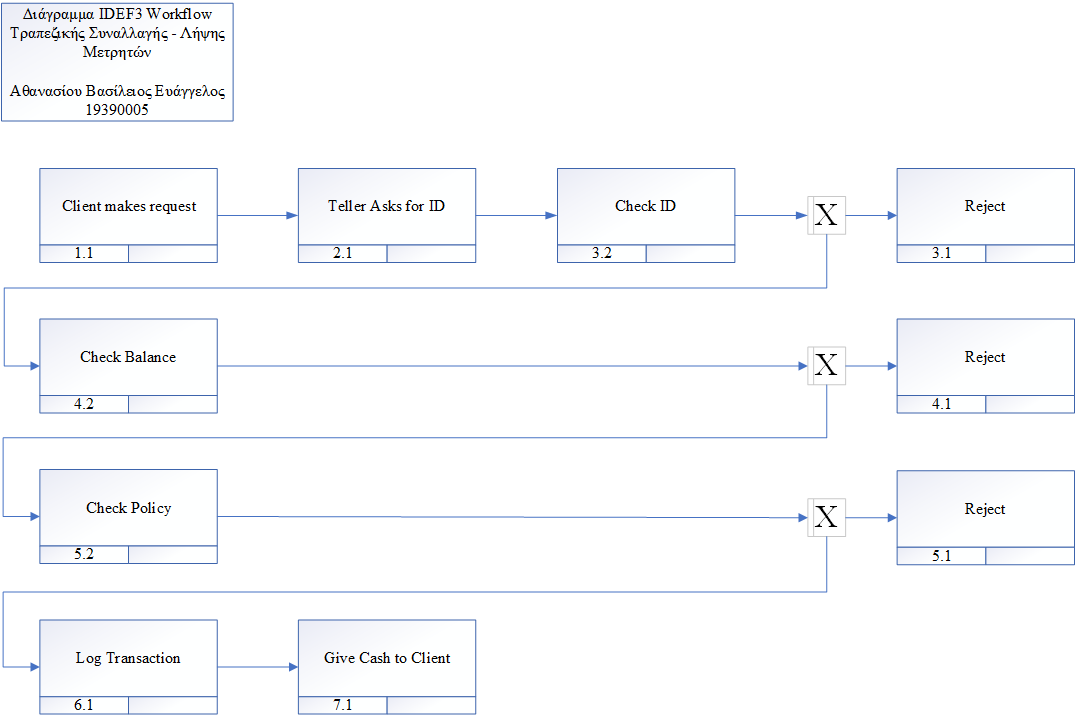 Διάγραμμα IDEF3 Workflow
Τραπεζικής Συναλλαγής - Λήψης
Μετρητών
Αθανασίου Βασίλειος Ευάγγελος
19390005
Client makes request
1.1
Teller Asks for ID
2.1
Check ID
3.2
X
Reject
3.1
Check Balance
4.2
X
Reject
4.1
Check Policy
5.2
X
Reject
5.1
Log Transaction
6.1
Give Cash to Client
7.1